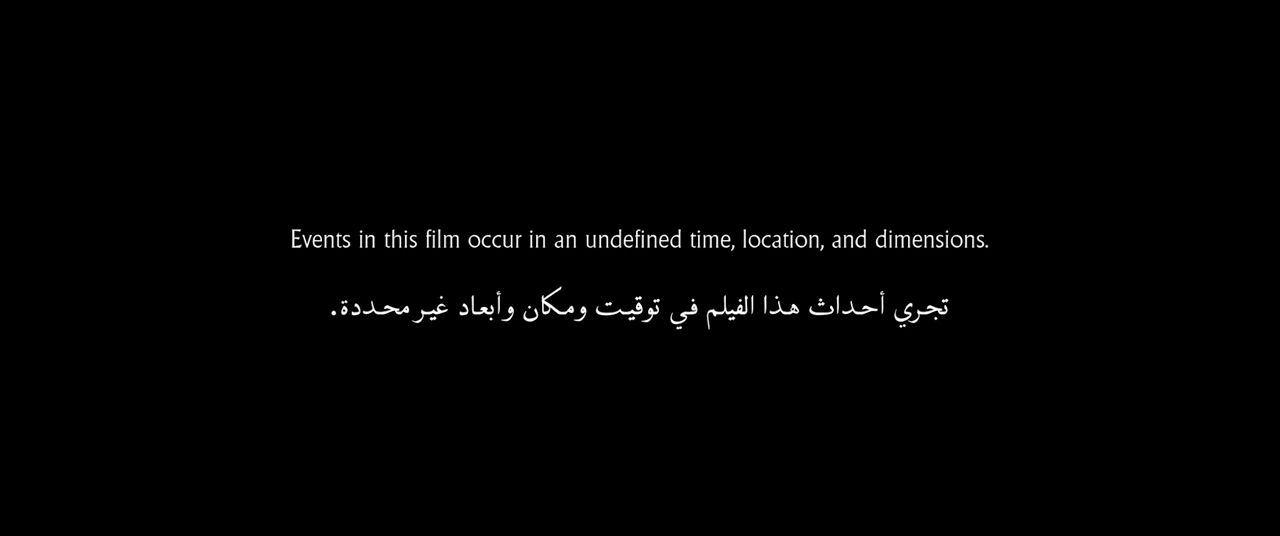 Events in this film occur in an undefined time, location, and dimensions.
تجري أحداث هذا الفيلم في توقيت ومكان وأبعاد غير محددة.